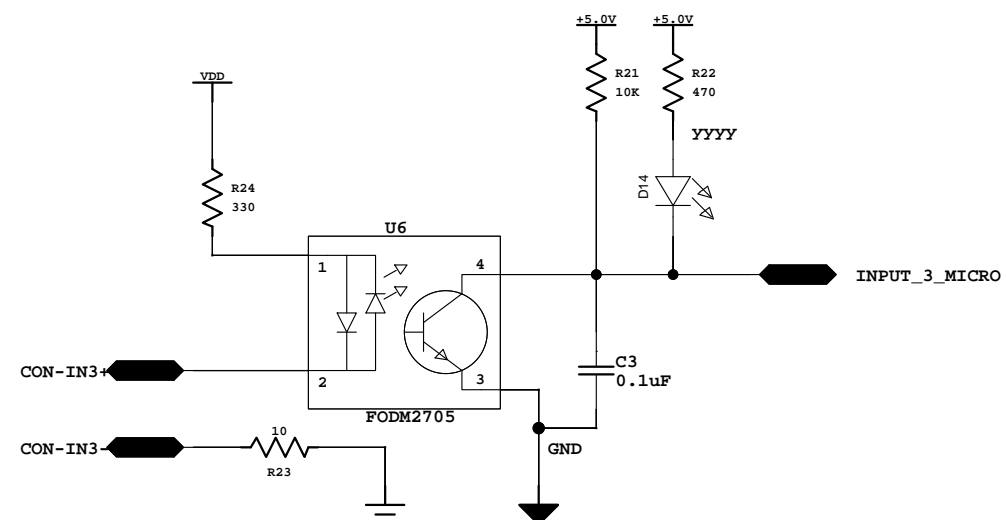 +5.0V +5.0V
R21 R22
10K 470
VDD
YYYY
D14
R24
330
U6
1 4
INPUT_3_MICRO
C3
0.1uF
CON-IN3+ 2 3
FODM2705
10
CON-IN3- GND
R23